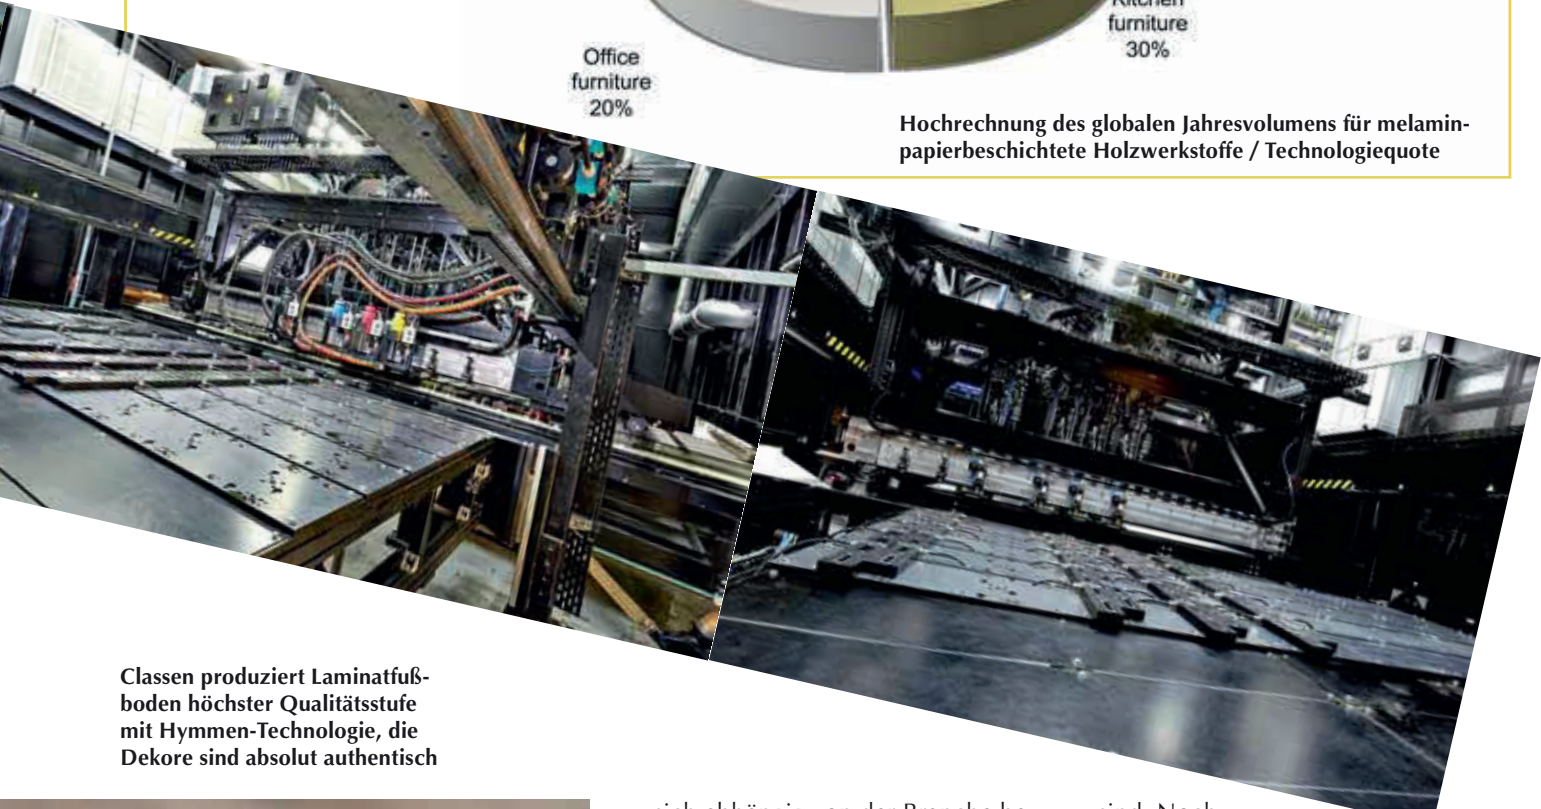 Kitchen
furniture
30%
Office
furniture
20%
Hochrechnung des globalen Jahresvolumens für melamin-
papierbeschichtete Holzwerkstoffe / Technologiequote
Classen produziert Laminatfuß-
boden höchster Qualitätsstufe
mit Hymmen-Technologie, die
Dekore sind absolut authentisch